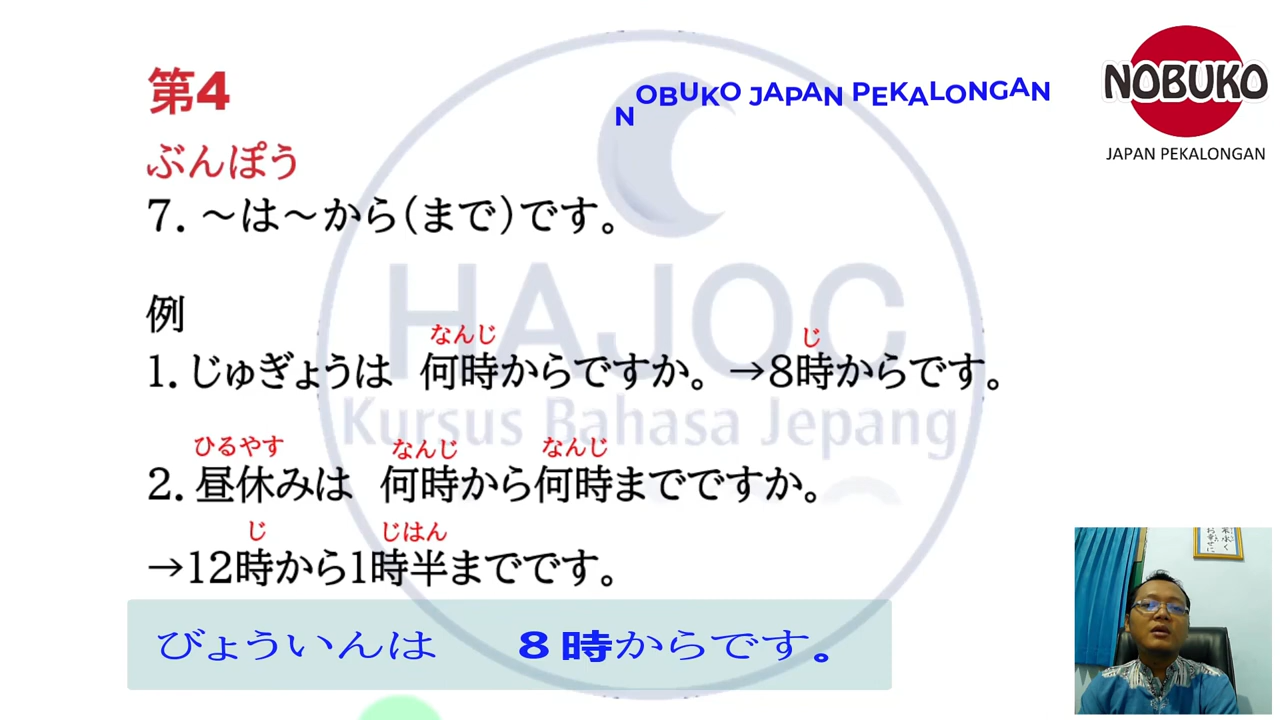 第4
NOBUKO JAPAN PEKALONGAN
NOBUKO
JAPAN PEKALONGAN
ぶんぽう
7. ～は～から(まで)です。
例
なんじ じ
1. じゅぎょうは 何時からですか。→8時からです。
ひるやす なんじ なんじ
2. 昼休みは 何時から何時までですか。
じ じはん
→12時から1時半までです。
びょういんは 8時からです。
HAJOC
Kursus Bahasa Jepang